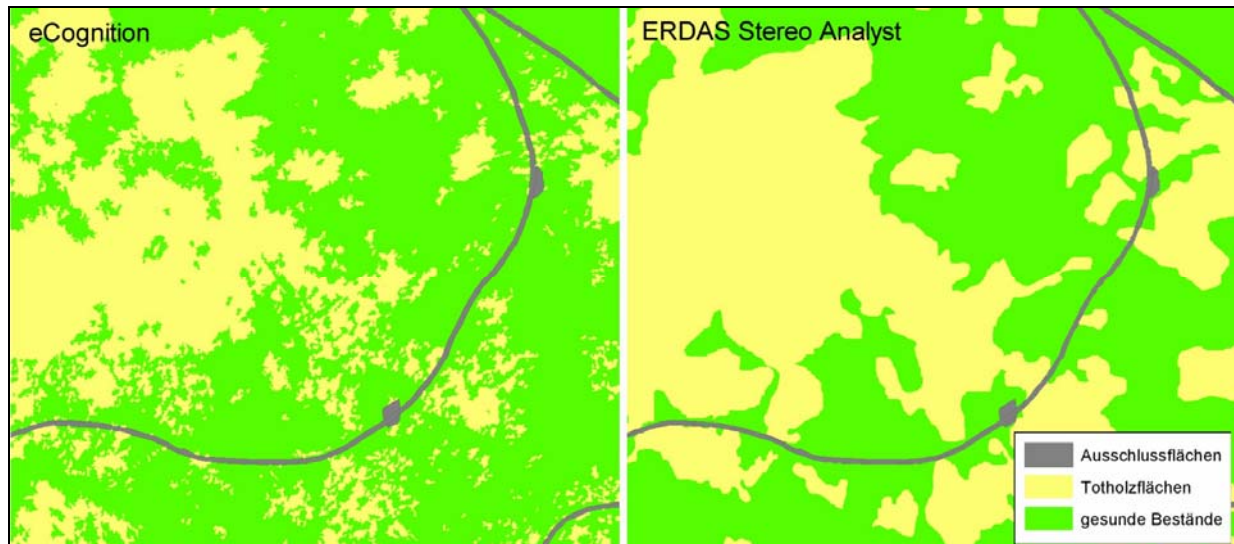 eCognition
ERDAS Stereo Analyst
Ausschlussflächen
Totholzflächen
gesunde Bestände